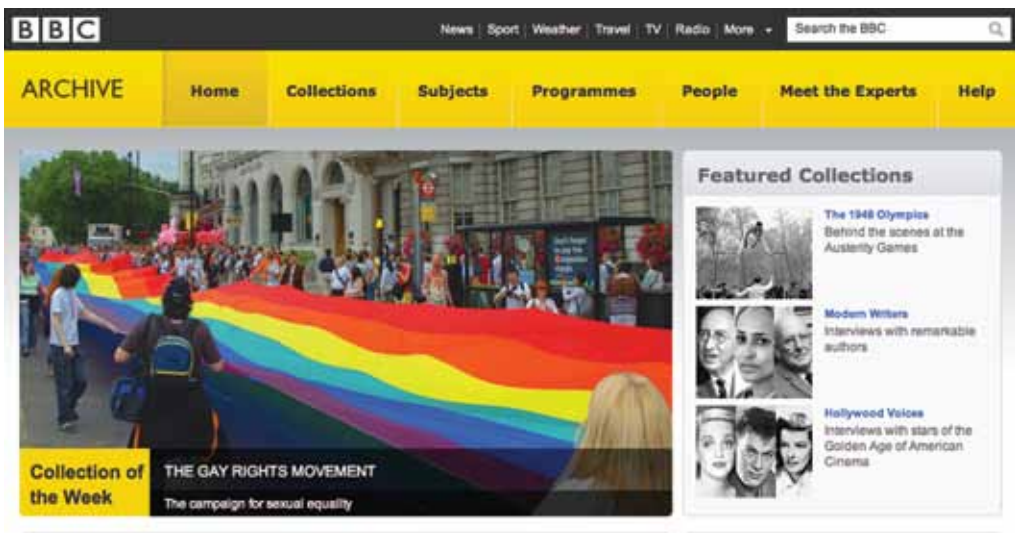 BBC
News Sport Weather Travel TV Radio More
Search the BBC
ARCHIVE
Home Collections Subjects Programmes People Meet the Experts Help
Featured Collections
The 1948 Olympics
Behind the scenes at the
Austerity Games
Modern Writers
Interviews with remarkable
authors
Hollywood Voices
Interviews with stars of the
Golden Age of American
Cinema
Collection of
the Week
THE GAY RIGHTS MOVEMENT
The campaign for sexual equality